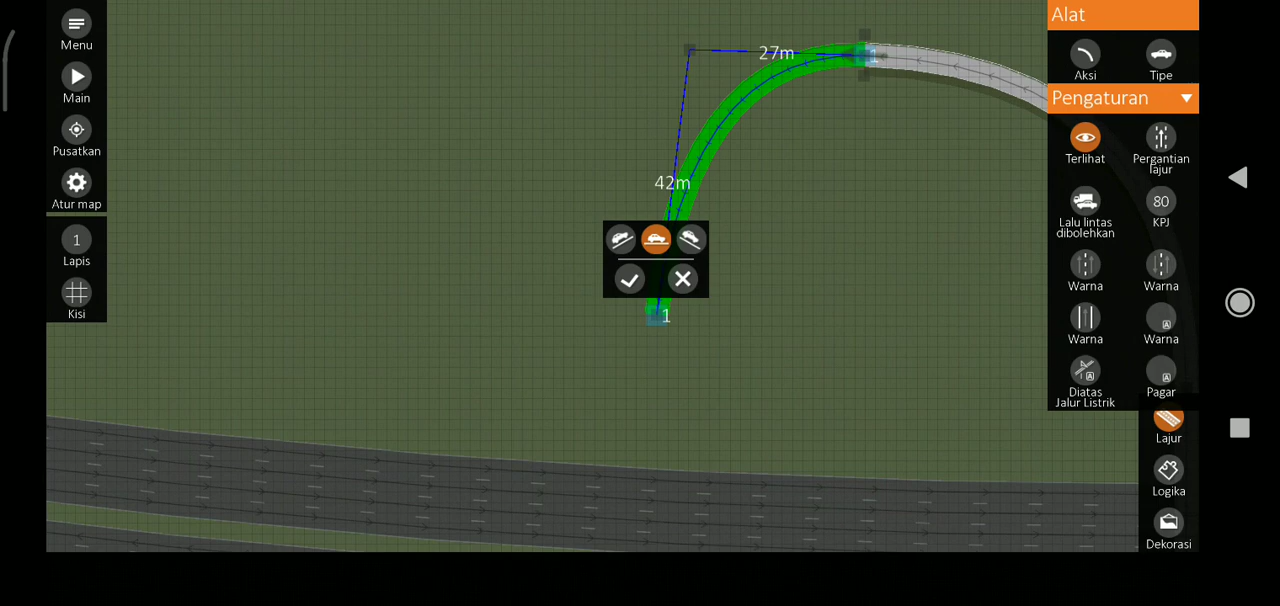 Menu
Main
Pusatkan
Atur map
1
Lapis
Kisi
27m
1
42m
1
Alat
Aksi
Tipe
Pengaturan
Terlihat
Pergantian
lajur
Lalu lintas
dibolehkan
80
KPJ
Warna
Warna
Warna
A
Warna
A
Diatas
Jalur Listrik
A
Pagar
Lajur
Logika
Dekorasi